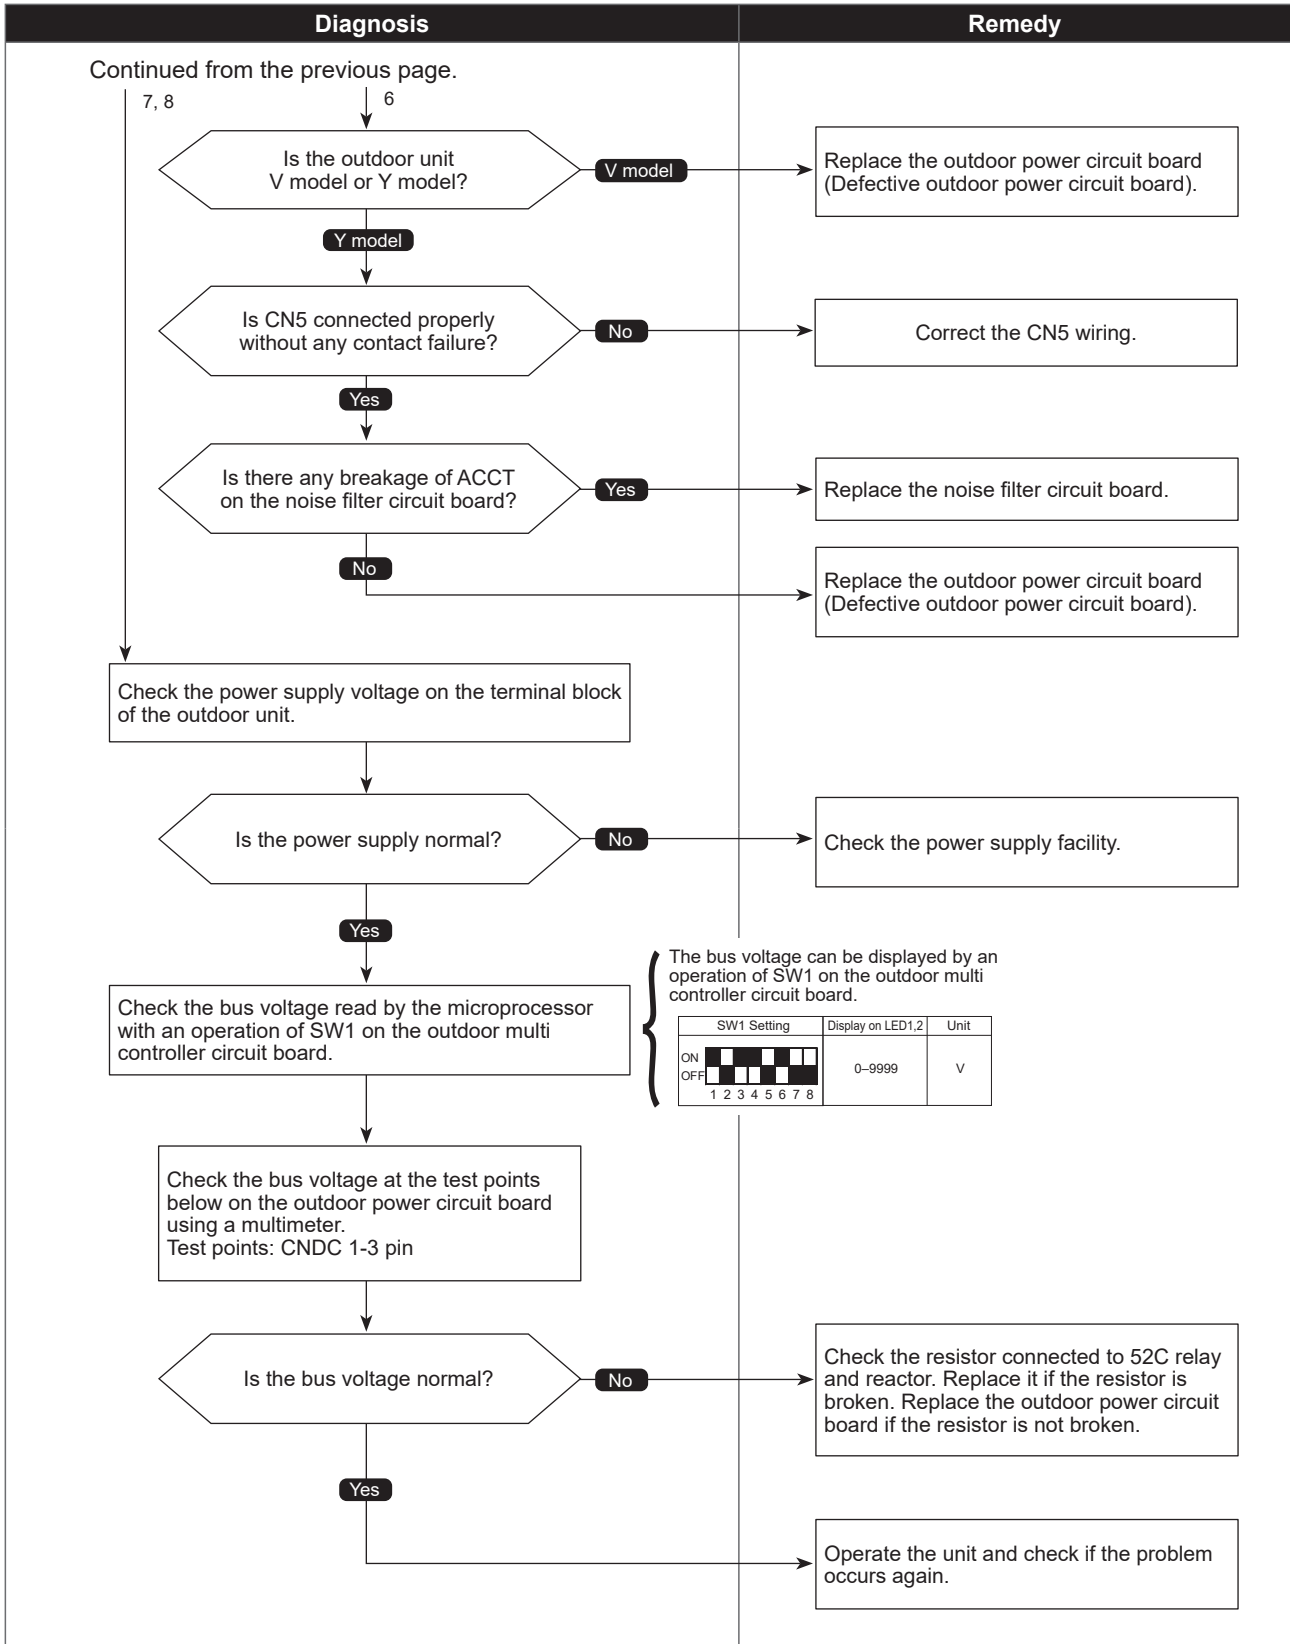 Diagnosis
Remedy
Continued from the previous page.
7, 8
6
Is the outdoor unit
V model or Y model?
V model
Replace the outdoor power circuit board
(Defective outdoor power circuit board).
Y model
Is CN5 connected properly
without any contact failure?
No
Correct the CN5 wiring.
Yes
Is there any breakage of ACCT
on the noise filter circuit board?
Yes
Replace the noise filter circuit board.
No
Replace the outdoor power circuit board
(Defective outdoor power circuit board).
Check the power supply voltage on the terminal block
of the outdoor unit.
Is the power supply normal?
No
Check the power supply facility.
Yes
Check the bus voltage read by the microprocessor
with an operation of SW1 on the outdoor multi
controller circuit board.
The bus voltage can be displayed by an
operation of SW1 on the outdoor multi
controller circuit board.
SW1 Setting
Display on LED1,2
Unit
ON
OFF
1 2 3 4 5 6 7 8
0–9999
V
Check the bus voltage at the test points
below on the outdoor power circuit board
using a multimeter.
Test points: CNDC 1-3 pin
Is the bus voltage normal?
No
Check the resistor connected to 52C relay
and reactor. Replace it if the resistor is
broken. Replace the outdoor power circuit
board if the resistor is not broken.
Yes
Operate the unit and check if the problem
occurs again.